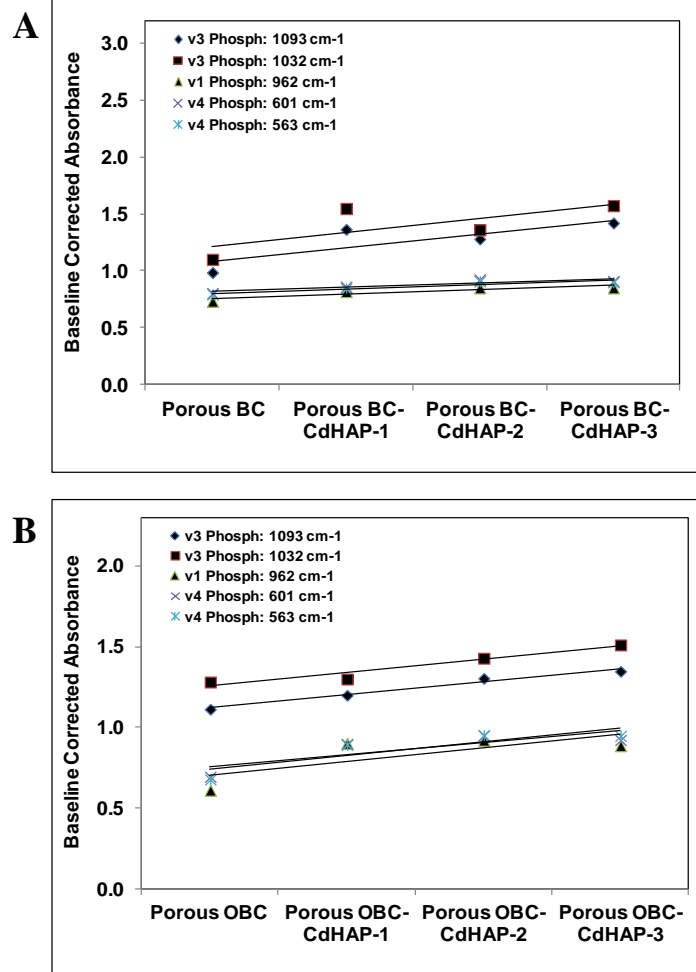 A
v3 Phosph: 1093 cm-1
v3 Phosph: 1032 cm-1
v1 Phosph: 962 cm-1
v4 Phosph: 601 cm-1
v4 Phosph: 563 cm-1
3.0
2.5
2.0
1.5
1.0
0.5
0.0
Baseline Corrected Absorbance
Porous BC
Porous BC-
CdHAP-1
Porous BC-
CdHAP-2
Porous BC-
CdHAP-3
B
v3 Phosph: 1093 cm-1
v3 Phosph: 1032 cm-1
v1 Phosph: 962 cm-1
v4 Phosph: 601 cm-1
v4 Phosph: 563 cm-1
2.0
1.5
1.0
0.5
0.0
Baseline Corrected Absorbance
Porous OBC
Porous OBC-
CdHAP-1
Porous OBC-
CdHAP-2
Porous OBC-
CdHAP-3